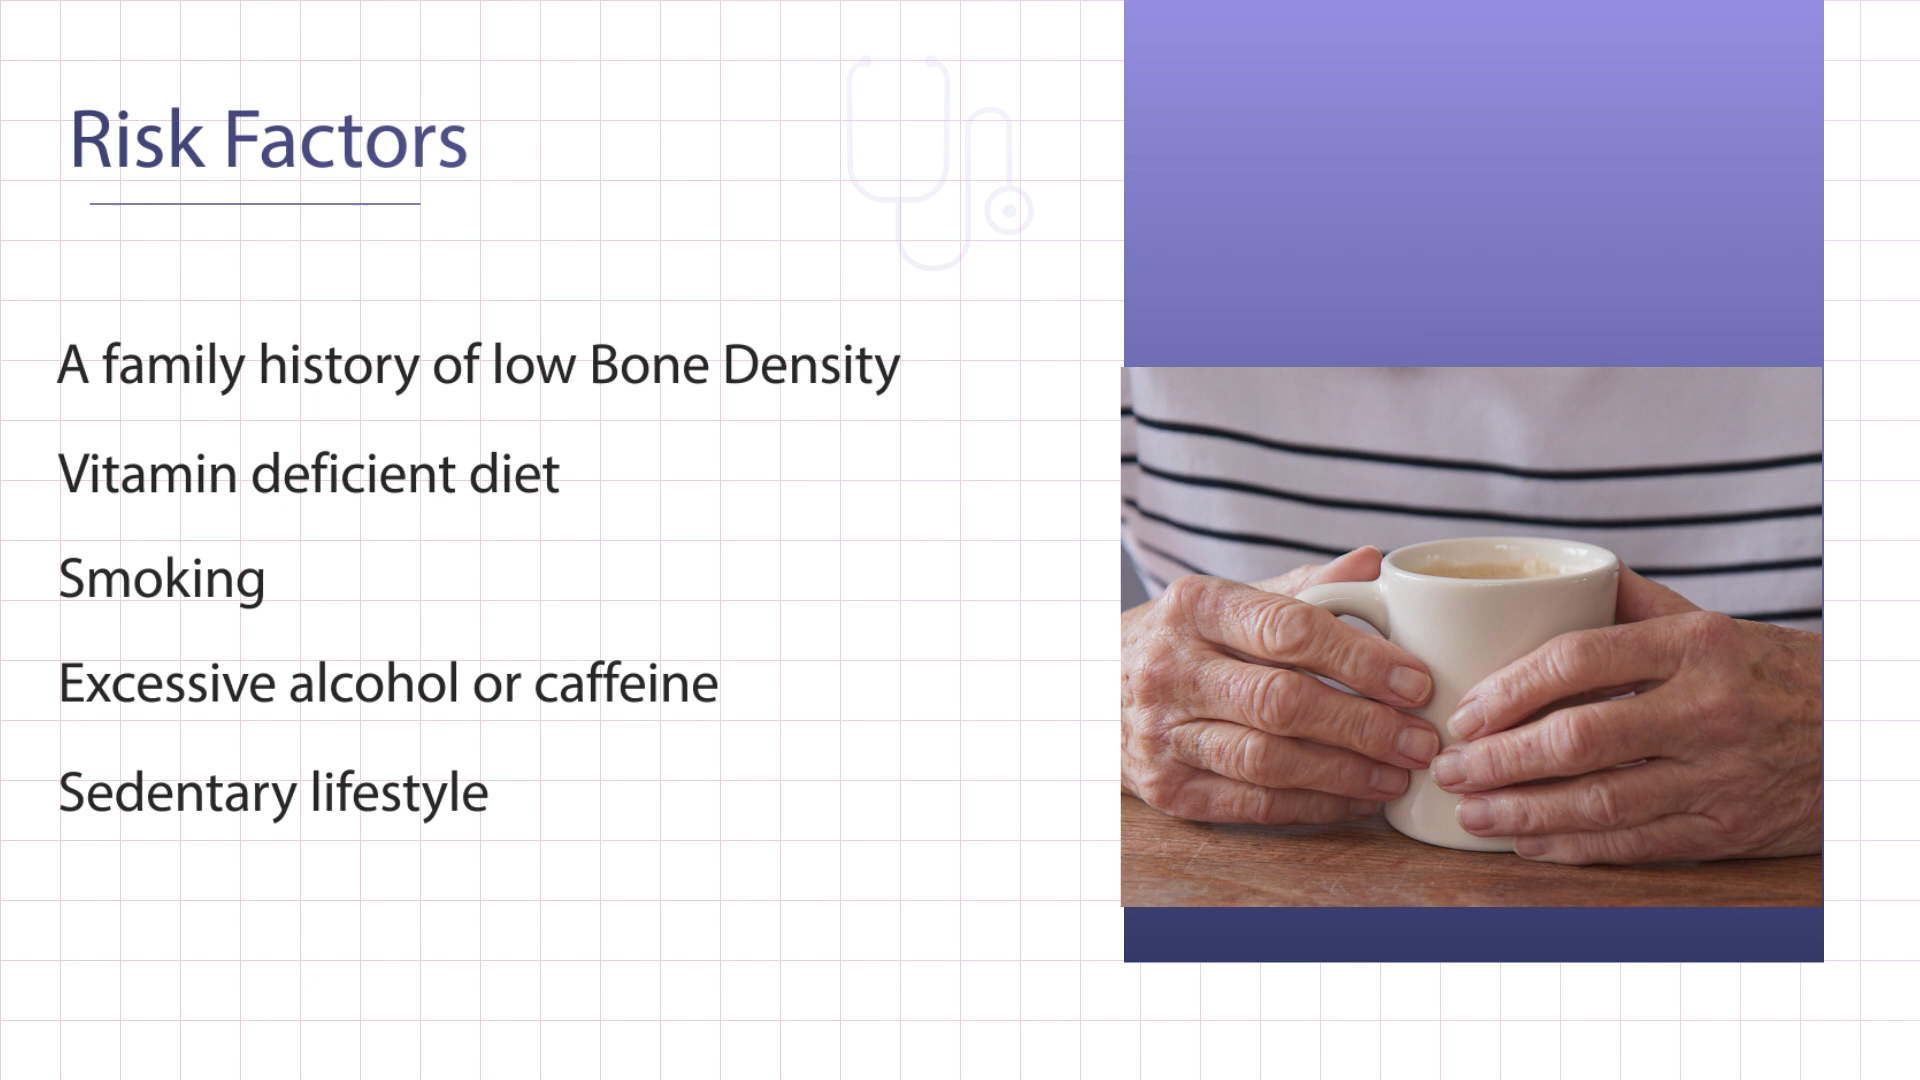 Risk Factors
A family history of low Bone Density
Vitamin deficient diet
Smoking
Excessive alcohol or caffeine
Sedentary lifestyle